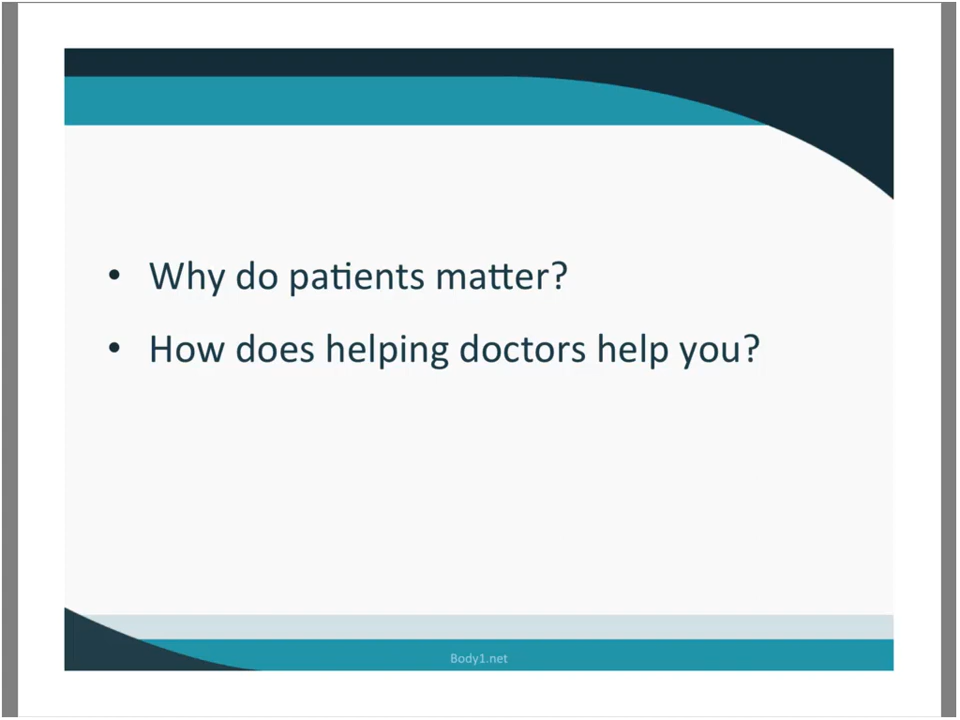 • Why do patients matter?
• How does helping doctors help you?
Body1.net